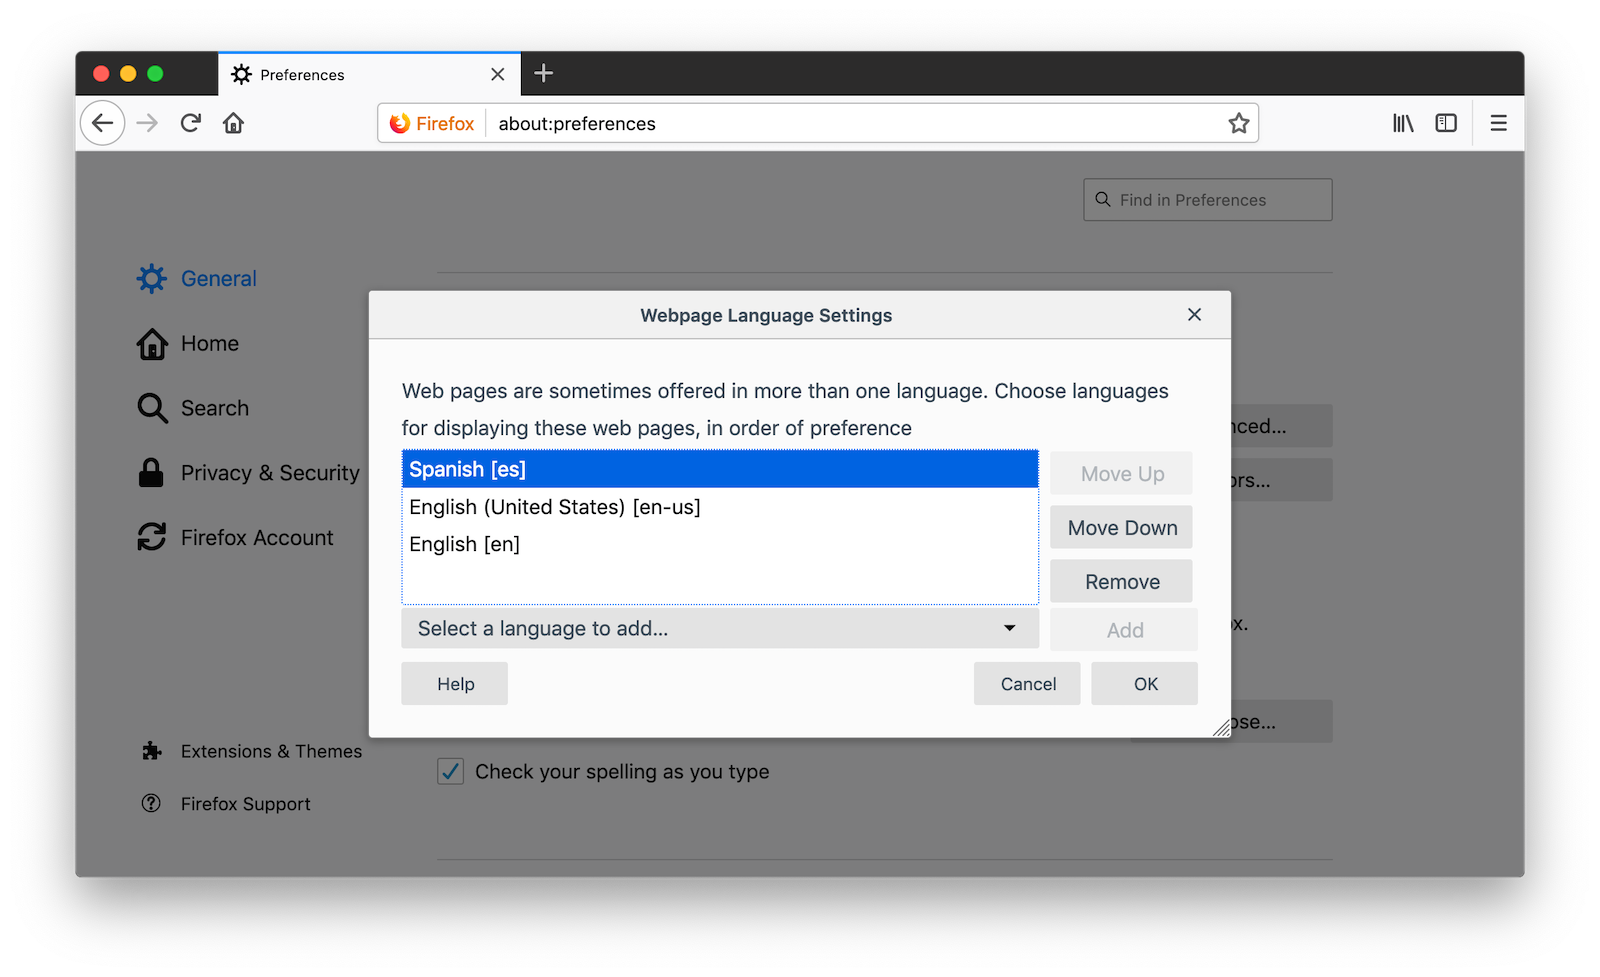 Preferences
Firefox
about:preferences
Find in Preferences
General
Home
Search
Privacy & Security
Firefox Account
Extensions & Themes
Firefox Support
Webpage Language Settings
Web pages are sometimes offered in more than one language. Choose languages
for displaying these web pages, in order of preference
Spanish [es]
English (United States) [en-us]
English [en]
Move Up
Move Down
Remove
Select a language to add...
Add
Help
Cancel
OK
Check your spelling as you type